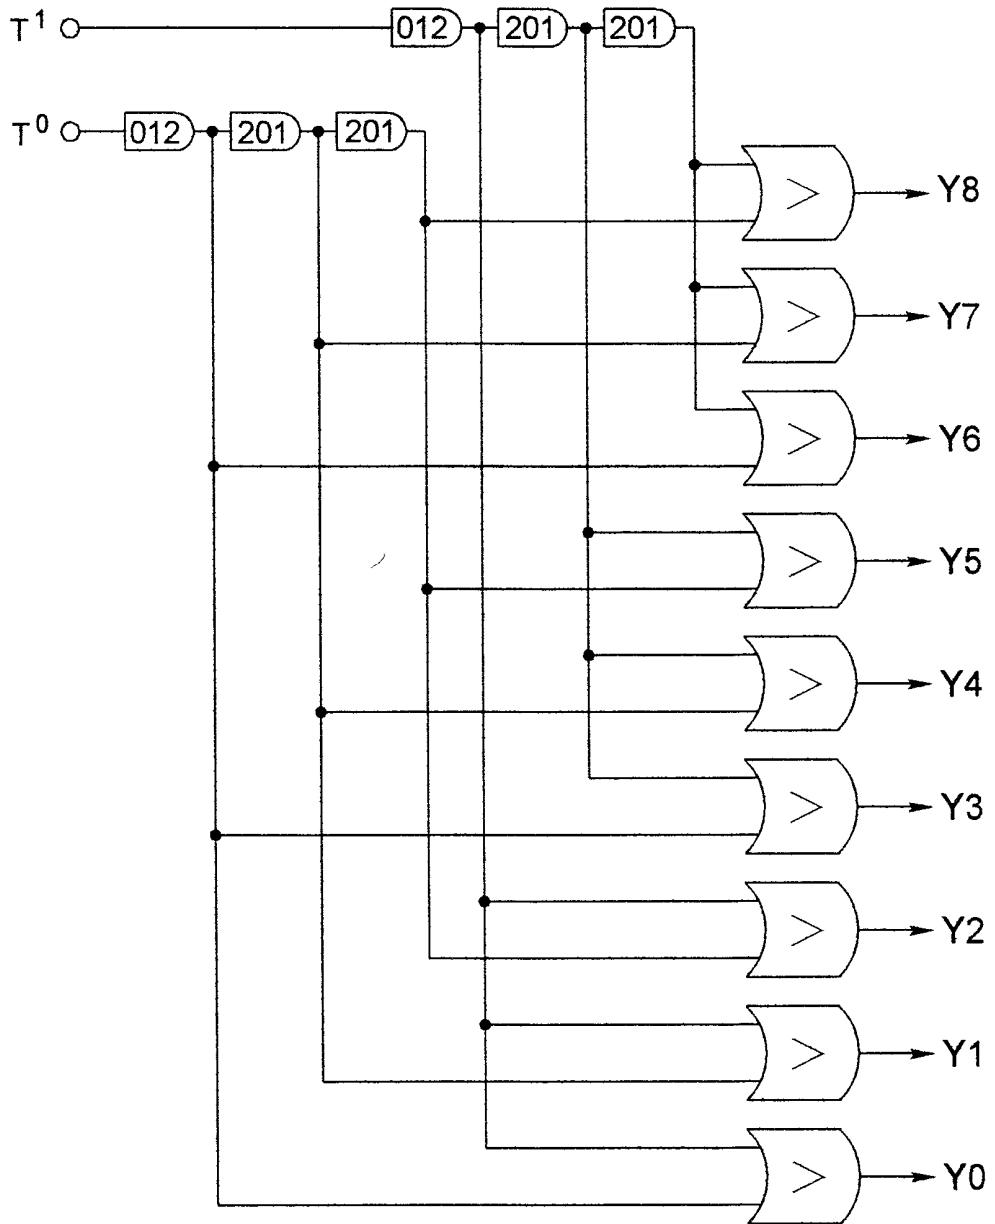 T¹ 012 201 201
T⁰ 012 201 201
> Y8
> Y7
> Y6
> Y5
> Y4
> Y3
> Y2
> Y1
> Y0